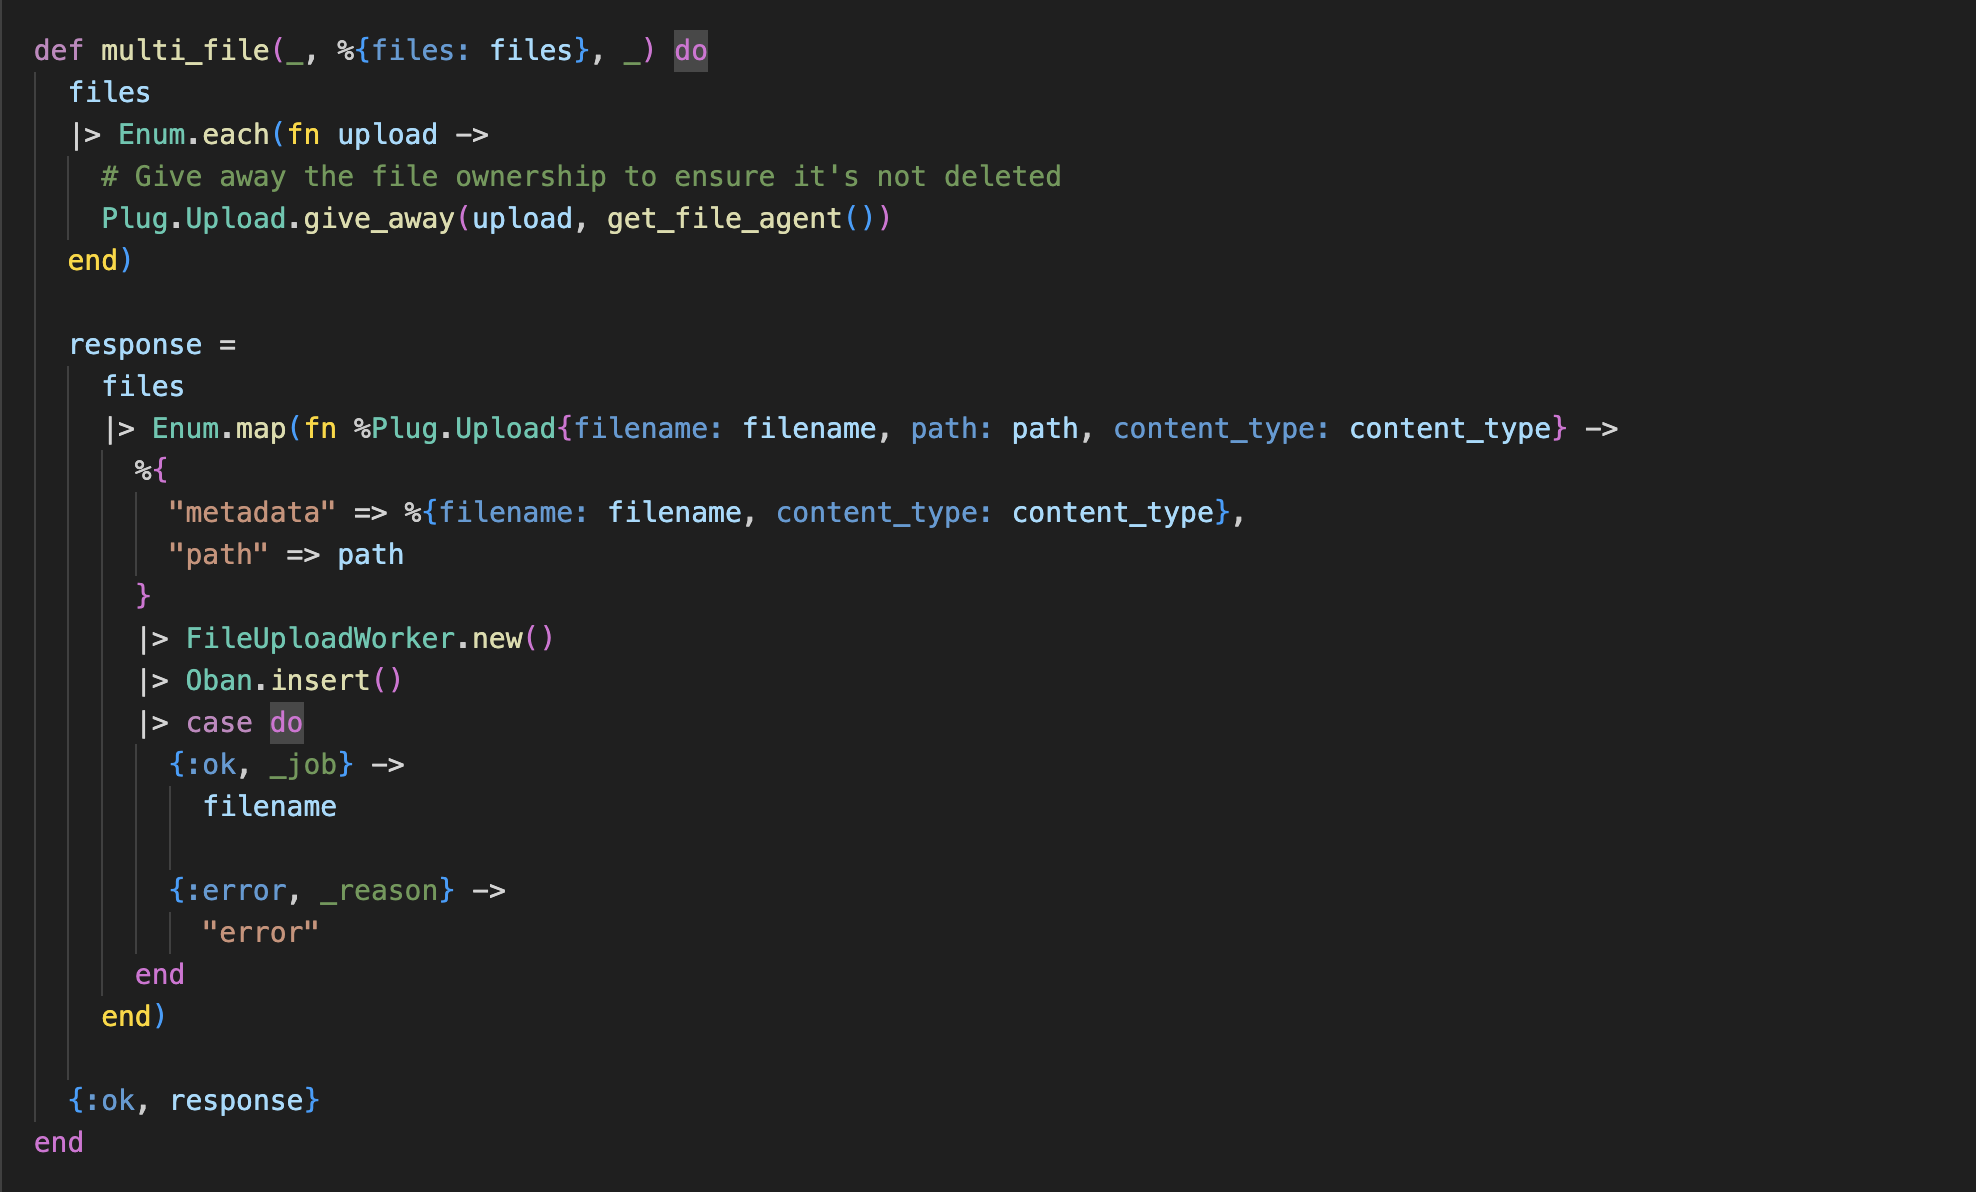 def multi_file(_, %{files: files}, _) do
  files
  |> Enum.each(fn upload ->
    # Give away the file ownership to ensure it's not deleted
    Plug.Upload.give_away(upload, get_file_agent())
  end)

  response =
    files
    |> Enum.map(fn %Plug.Upload{filename: filename, path: path, content_type: content_type} ->
      %{
        "metadata" => %{filename: filename, content_type: content_type},
        "path" => path
      }
      |> FileUploadWorker.new()
      |> Oban.insert()
      |> case do
        {:ok, _job} ->
          filename

        {:error, _reason} ->
          "error"
      end
    end)

  {:ok, response}
end